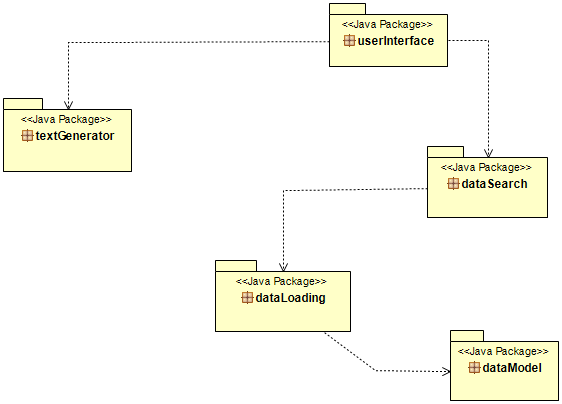 <<Java Package>>
userInterface
<<Java Package>>
textGenerator
<<Java Package>>
dataSearch
<<Java Package>>
dataLoading
<<Java Package>>
dataModel